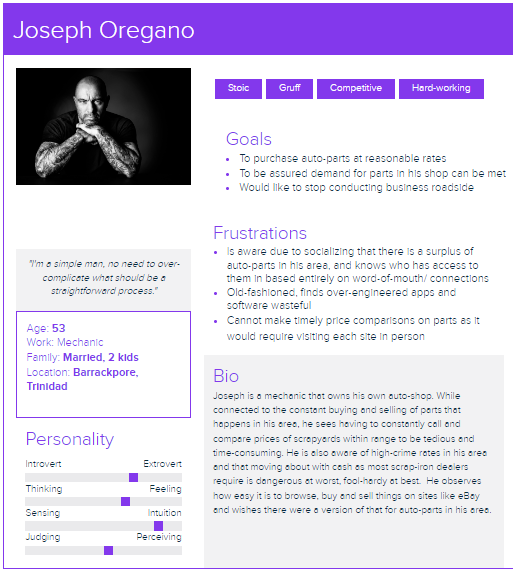 Joseph Oregano
Stoic
Gruff
Competitive
Hard-working
Goals
• To purchase auto-parts at reasonable rates
• To be assured demand for parts in his shop can be met
• Would like to stop conducting business roadside
Frustrations
• Is aware due to socializing that there is a surplus of
auto-parts in his area, and knows who has access to
them in based entirely on word-of-mouth/ connections
• Old-fashioned, finds over-engineered apps and
software wasteful
• Cannot make timely price comparisons on parts as it
would require visiting each site in person
"I'm a simple man, no need to over-
complicate what should be a
straightforward process."
Age: 53
Work: Mechanic
Family: Married, 2 kids
Location: Barrackpore,
Trinidad
Personality
Introvert Extrovert
Thinking Feeling
Sensing Intuition
Judging Perceiving
Bio
Joseph is a mechanic that owns his own auto-shop. While
connected to the constant buying and selling of parts that
happens in his area, he sees having to constantly call and
compare prices of scrapyards within range to be tedious and
time-consuming. He is also aware of high-crime rates in his area
and that moving about with cash as most scrap-iron dealers
require is dangerous at worst, fool-hardy at best. He observes
how easy it is to browse, buy and sell things on sites like eBay
and wishes there were a version of that for auto-parts in his area.